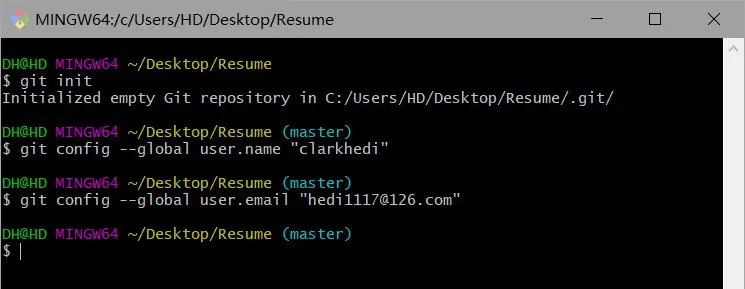 MINGW64:/c/Users/HD/Desktop/Resume
DH@HD MINGW64 ~/Desktop/Resume
$ git init
Initialized empty Git repository in C:/Users/HD/Desktop/Resume/.git/
DH@HD MINGW64 ~/Desktop/Resume (master)
$ git config --global user.name "clarkhedi"
DH@HD MINGW64 ~/Desktop/Resume (master)
$ git config --global user.email "hedi1117@126.com"
DH@HD MINGW64 ~/Desktop/Resume (master)
$